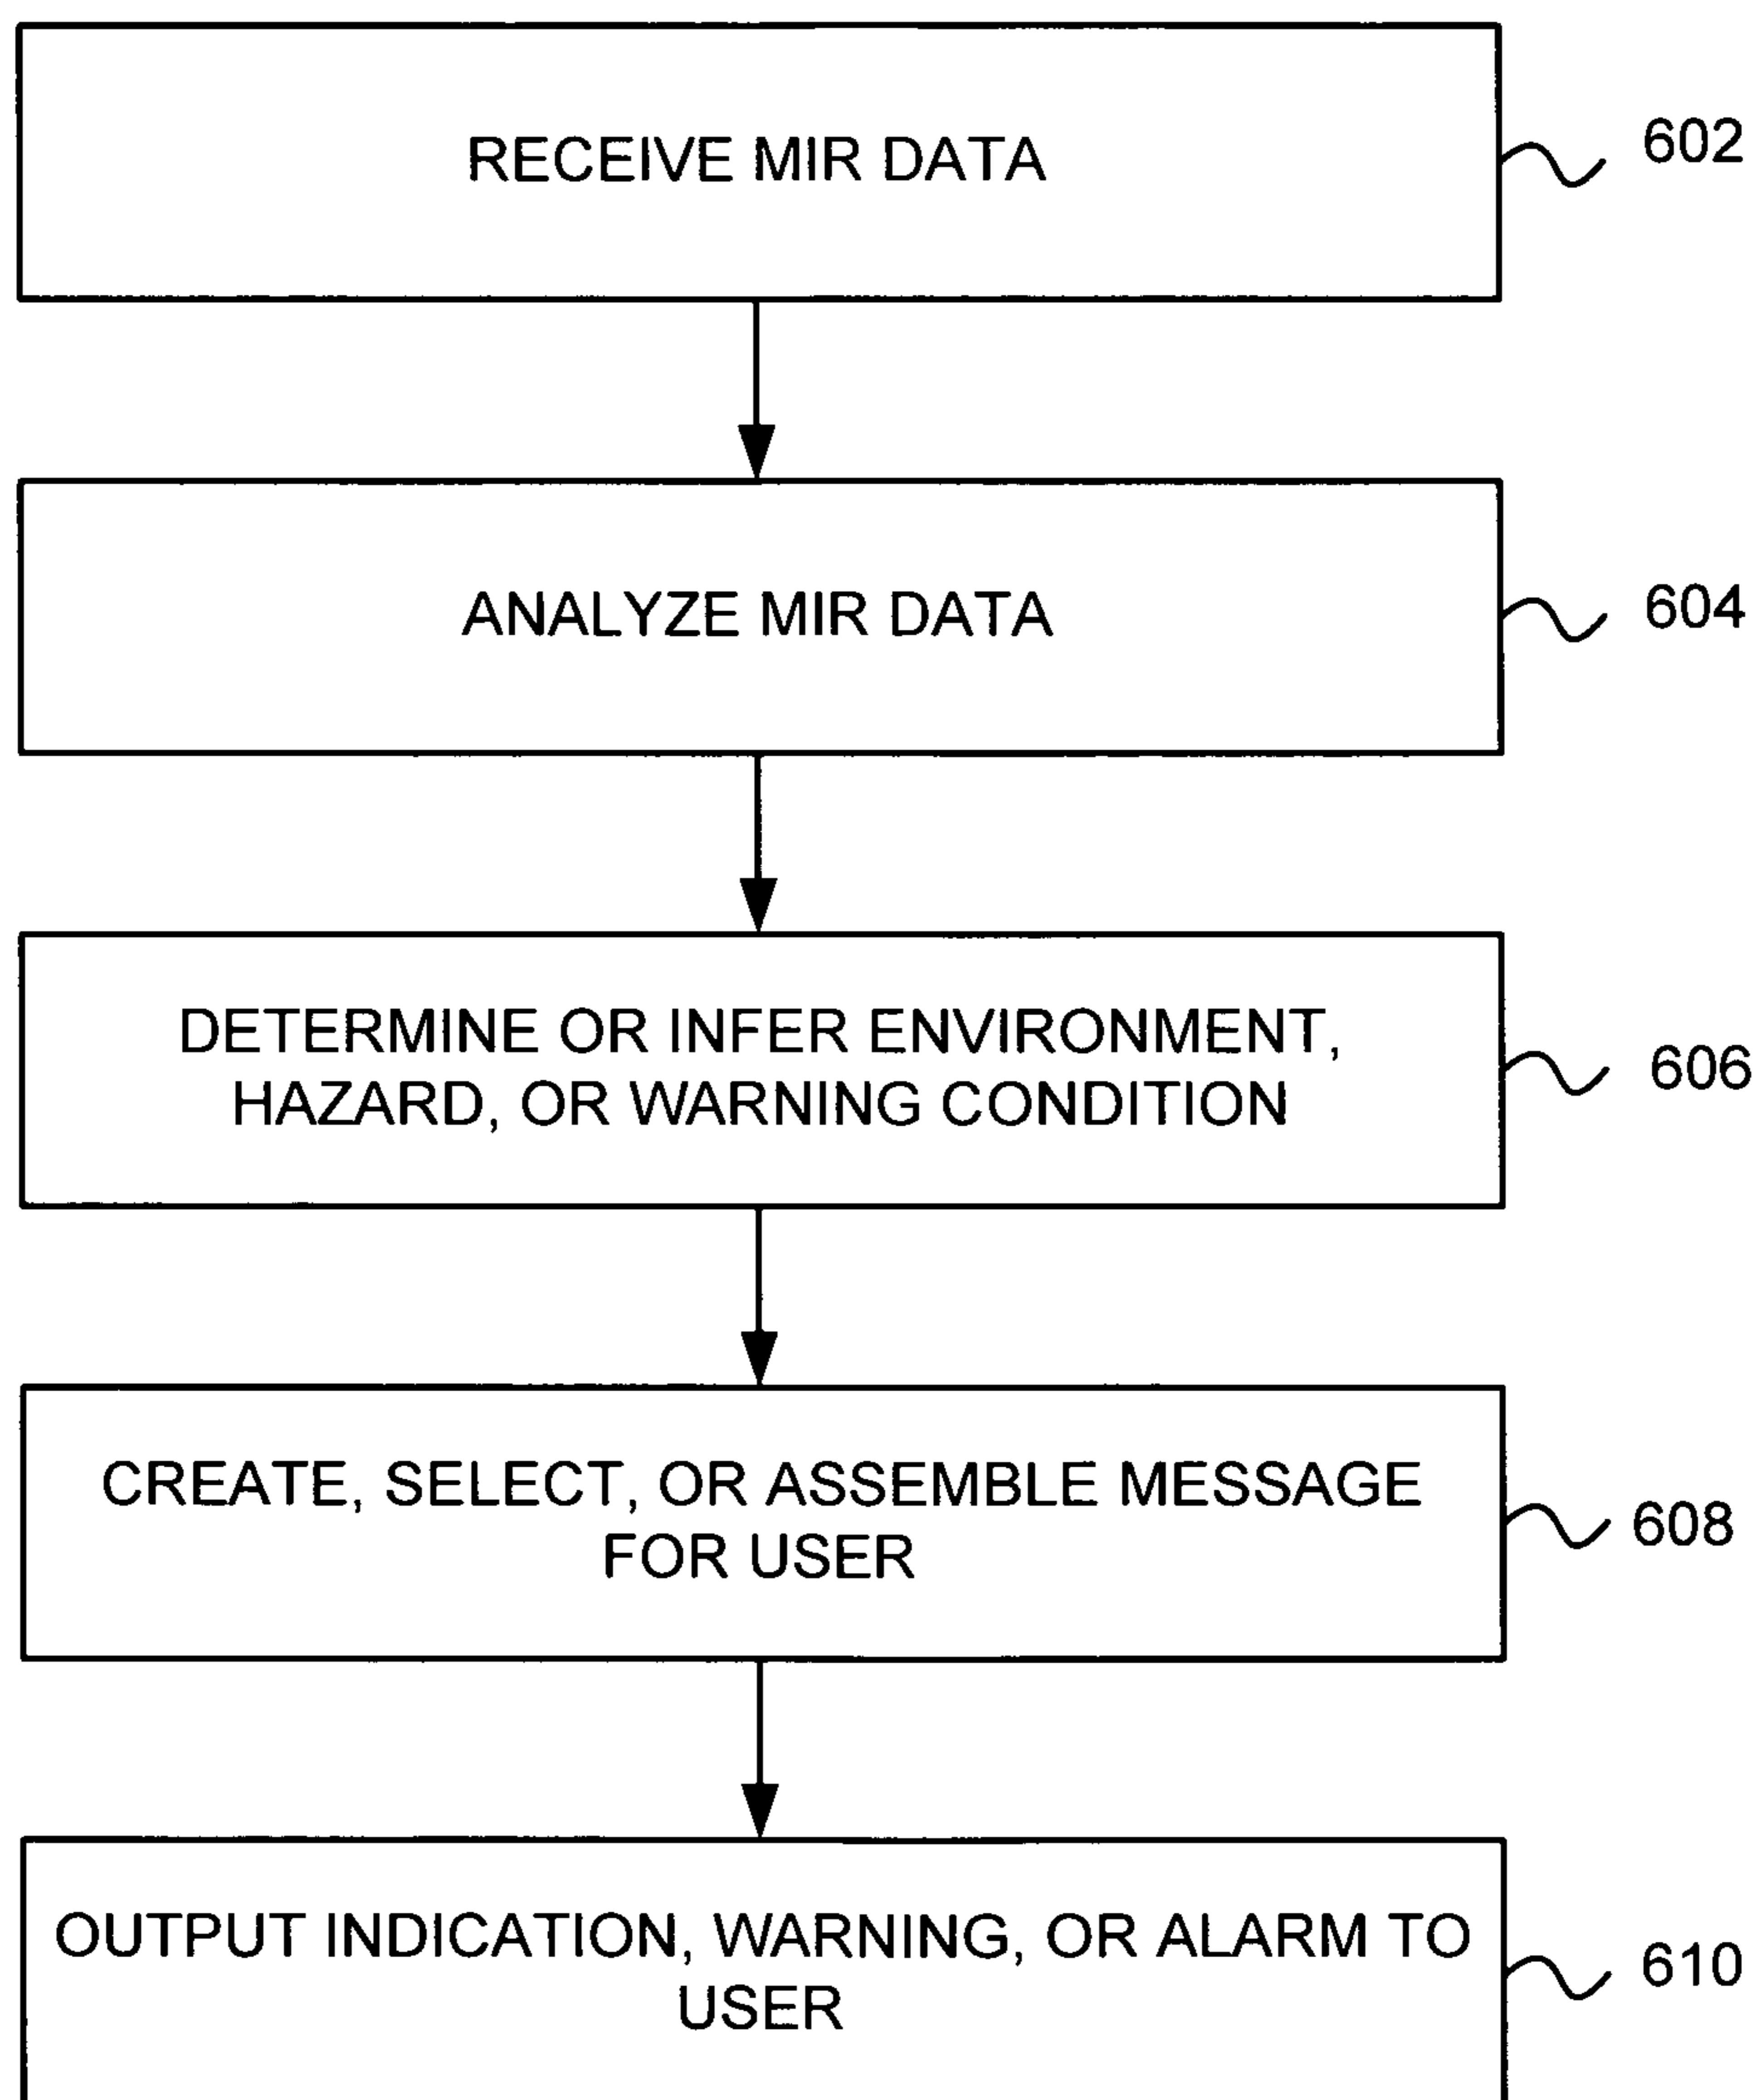 RECEIVE MIR DATA
602
ANALYZE MIR DATA
604
DETERMINE OR INFER ENVIRONMENT,
HAZARD, OR WARNING CONDITION
606
CREATE, SELECT, OR ASSEMBLE MESSAGE
FOR USER
608
OUTPUT INDICATION, WARNING, OR ALARM TO
USER
610